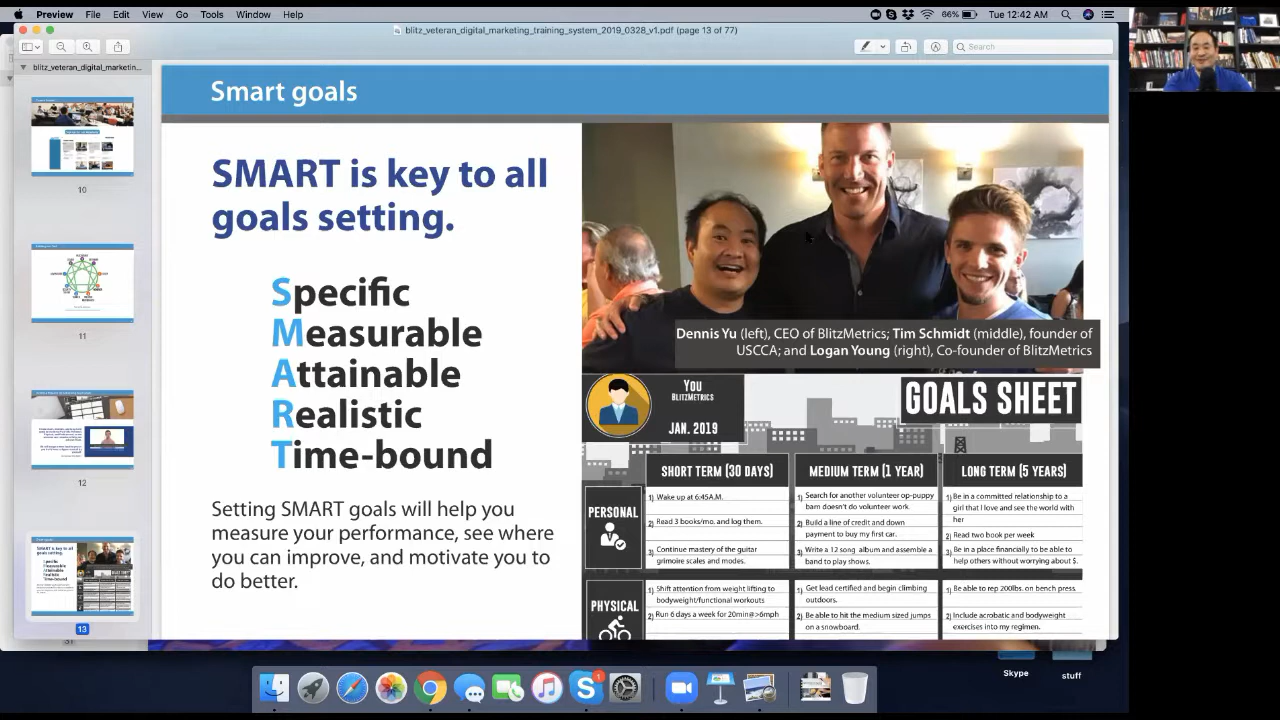 Preview File Edit View Go Tools Window Help
66% Tue 12:42 AM
blitz_veteran_digital_marketing_training_system_2019_0328_v1.pdf (page 13 of 77)
Search
blitz_veteran_digital_marketin...
10
11
12
13
Smart goals
SMART is key to all
goals setting.
Specific
Measurable
Attainable
Realistic
Time-bound
Setting SMART goals will help you
measure your performance, see where
you can improve, and motivate you to
do better.
Dennis Yu (left), CEO of BlitzMetrics; Tim Schmidt (middle), founder of
USCCA; and Logan Young (right), Co-founder of BlitzMetrics
YOU
BLITZMETRICS
JAN. 2019
GOALS SHEET
SHORT TERM (30 DAYS)
MEDIUM TERM (1 YEAR)
LONG TERM (5 YEARS)
PERSONAL
1) Wake up at 6:45A.M.
2) Read 3 books/mo. and log them.
3) Continue mastery of the guitar
grimoire scales and modes.
1) Search for another volunteer op-puppy
barn doesn't do volunteer work.
2) Build a line of credit and down
payment to buy my first car.
3) Write a 12 song album and assemble a
band to play shows.
1) Be in a committed relationship to a
girl that I love and see the world with
her
2) Read two book per week
3) Be in a place financially to be able to
help others without worrying about $.
PHYSICAL
1) Shift attention from weight lifting to
bodyweight/functional workouts
2) Run 6 days a week for 20min@>6mph
1) Get lead certified and begin climbing
outdoors.
2) Be able to hit the medium sized jumps
on a snowboard.
1) Be able to rep 200lbs. on bench press.
2) Include acrobatic and bodyweight
exercises into my regimen.
Skype
stuff